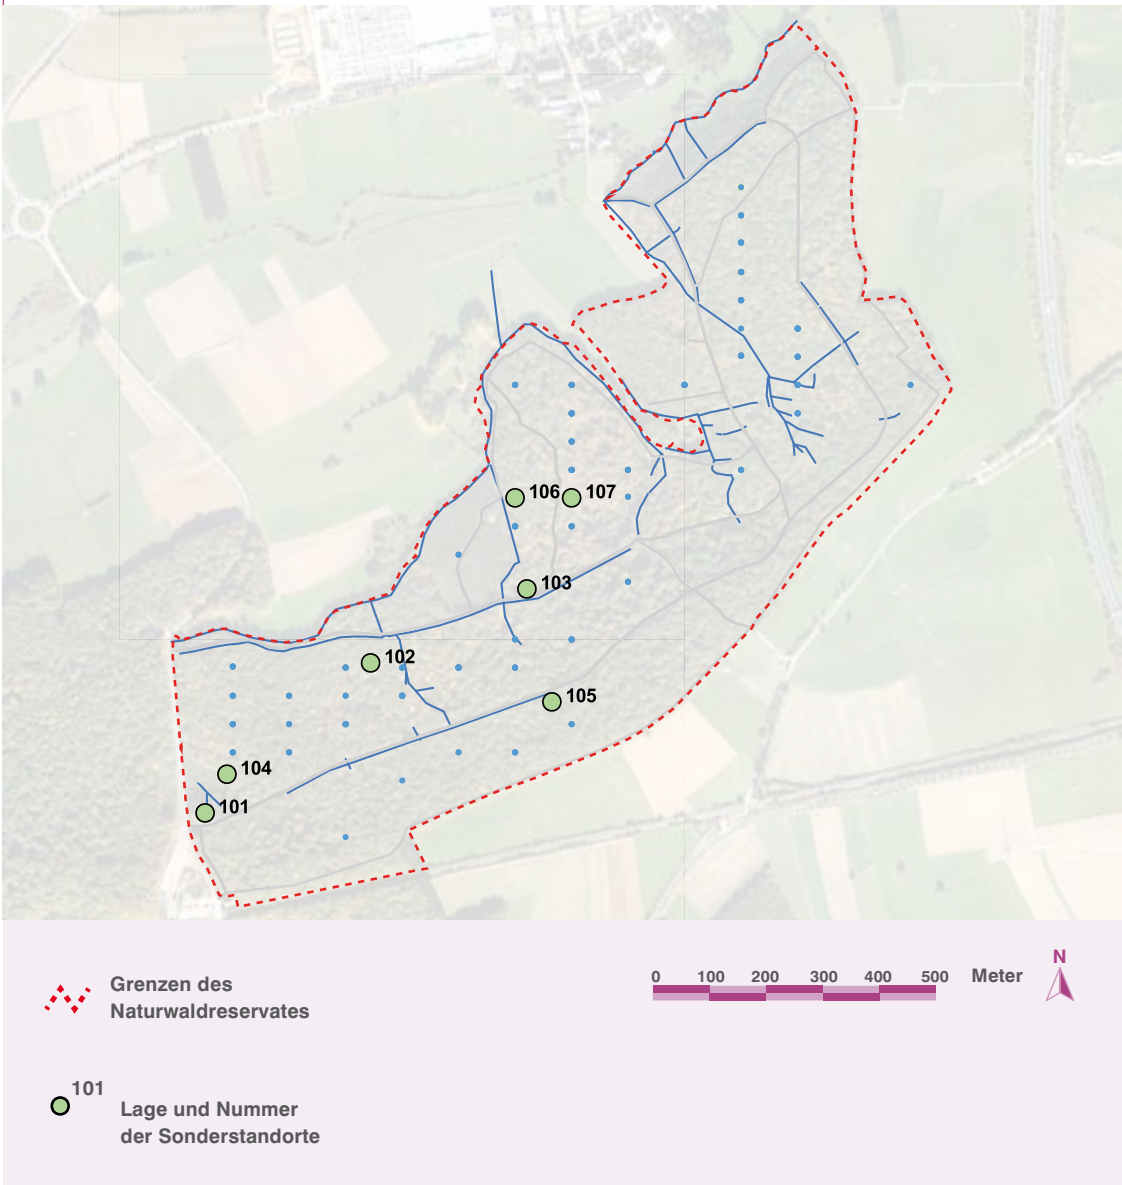 106
107
103
102
105
104
101
Grenzen des
Naturwaldreservates
0 100 200 300 400 500 Meter
N
101
Lage und Nummer
der Sonderstandorte